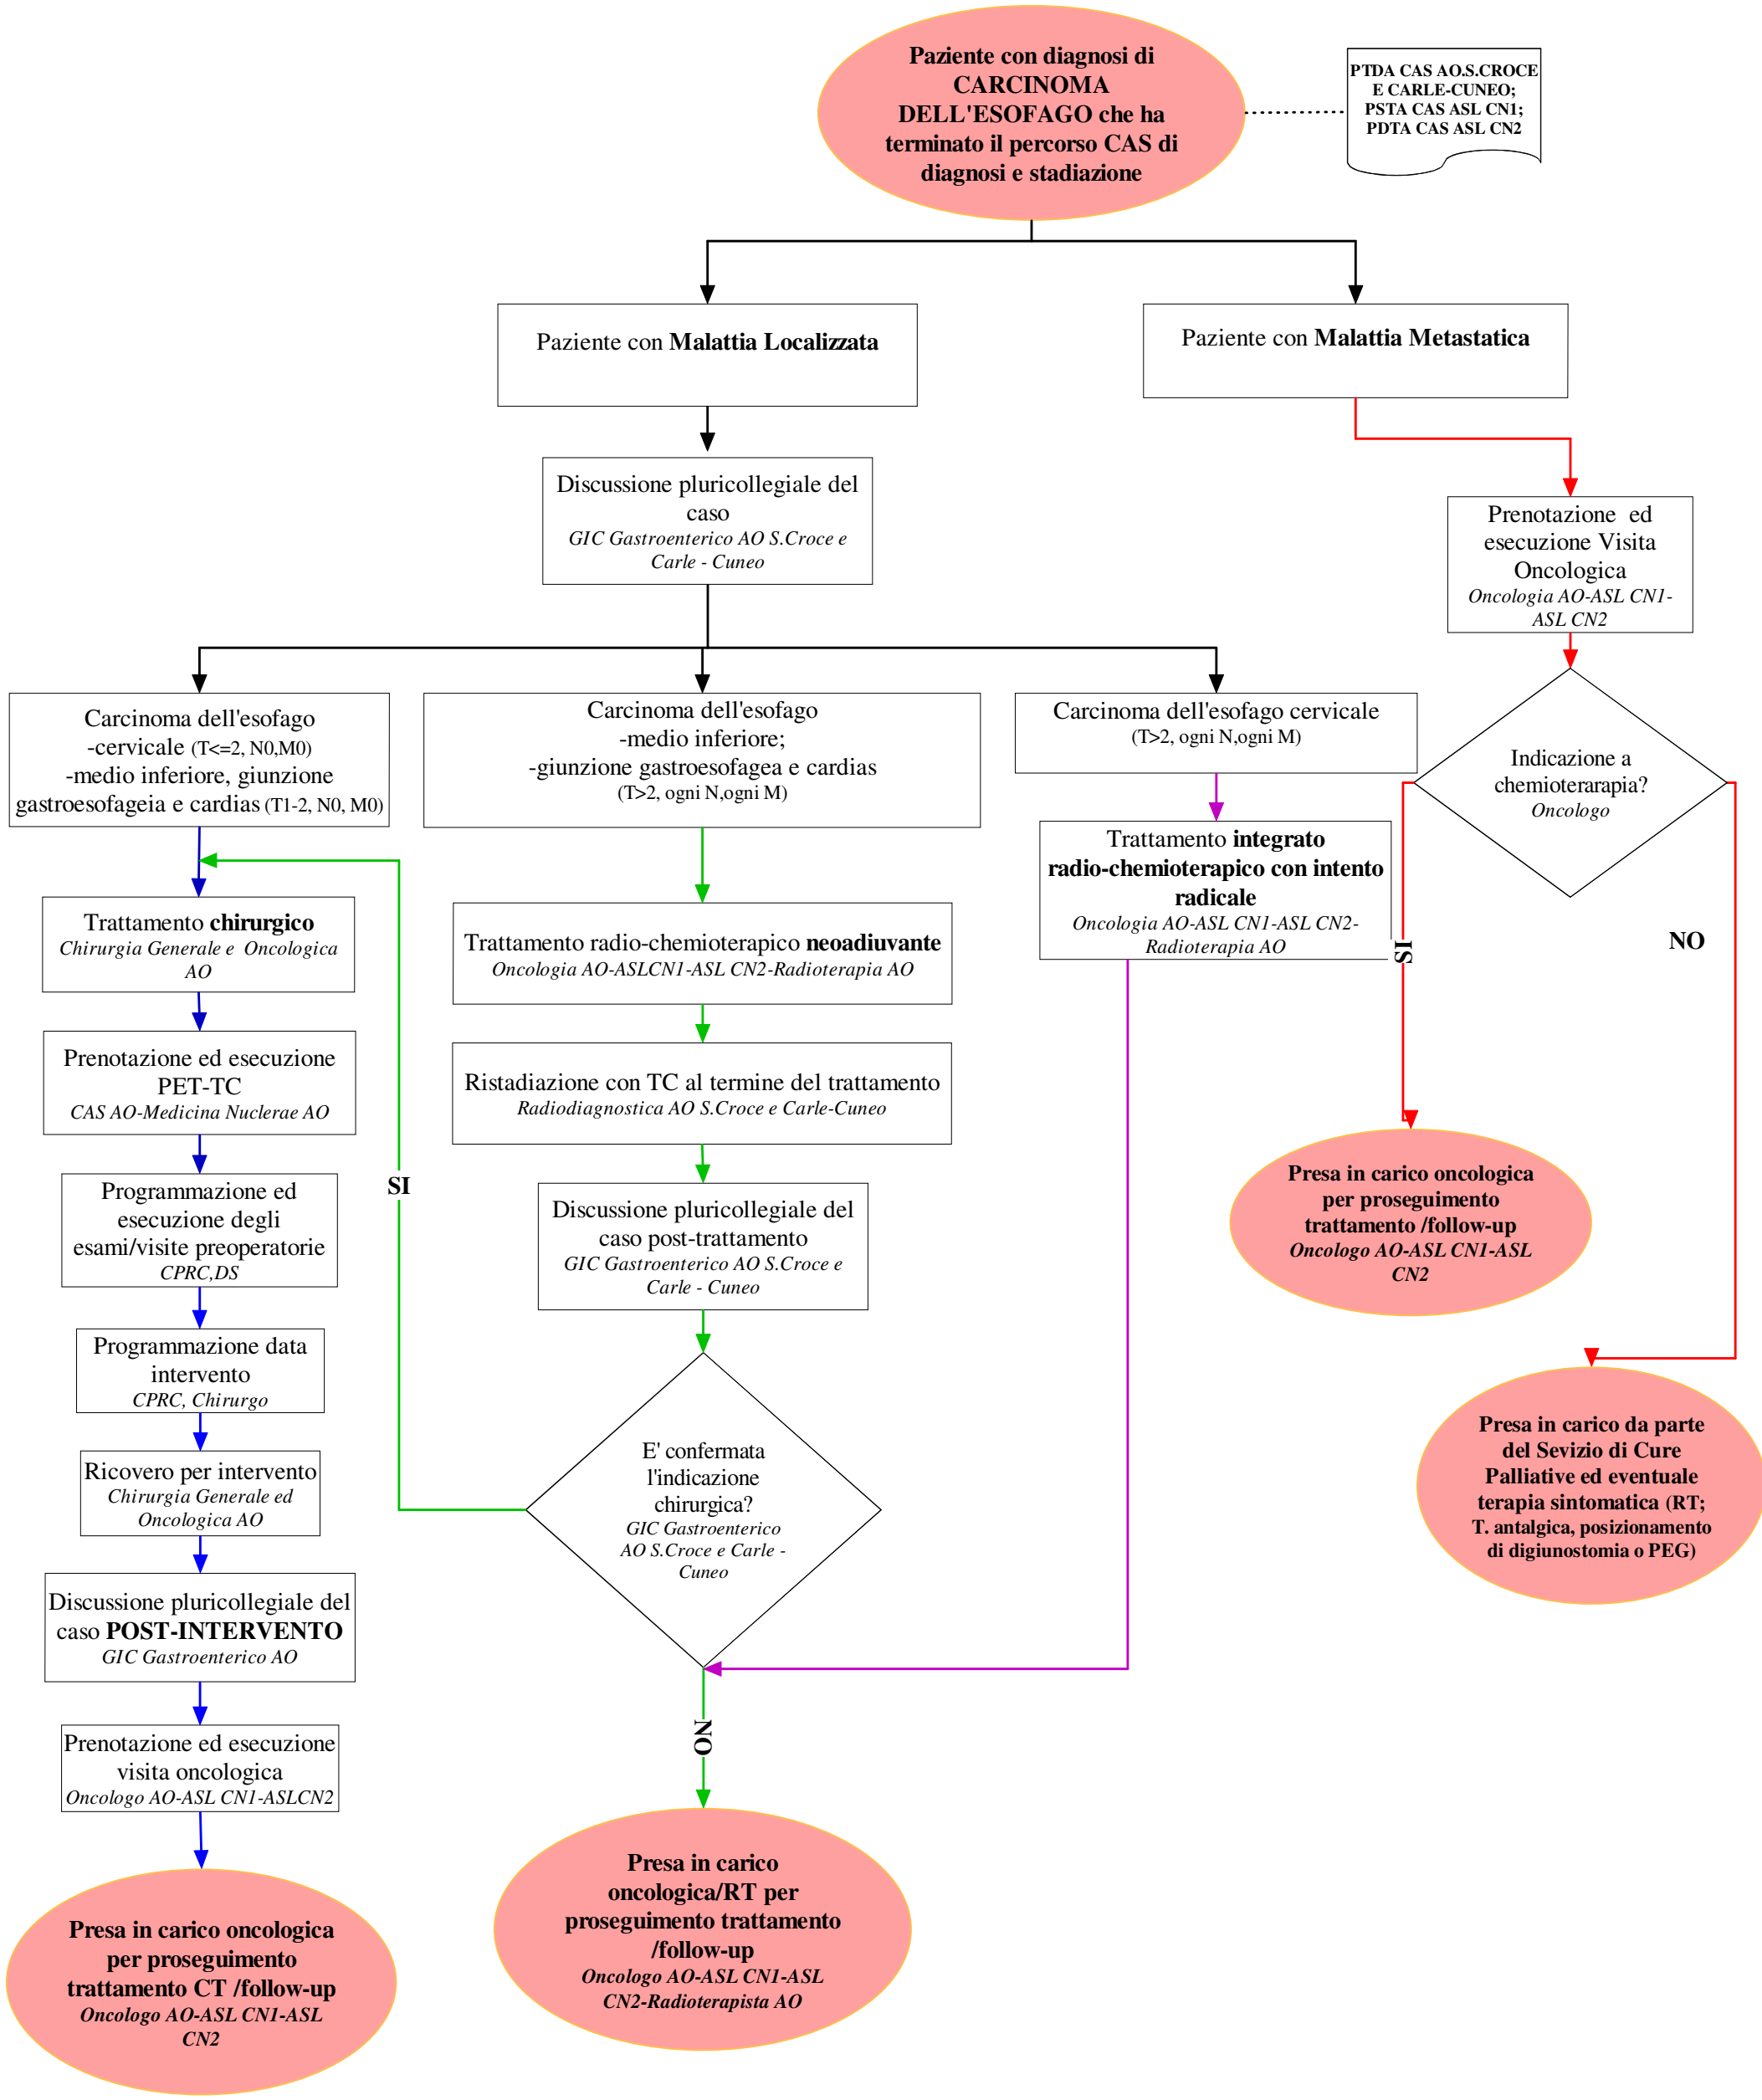 Paziente con diagnosi di
CARCINOMA
DELL'ESOFAGO che ha
terminato il percorso CAS di
diagnosi e stadiazione
PTDA CAS AO.S.CROCE
E CARLE-CUNEO;
PSTA CAS ASL CN1;
PDTA CAS ASL CN2
Paziente con Malattia Localizzata
Paziente con Malattia Metastatica
Discussione pluricollegiale del
caso
GIC Gastroenterico AO S.Croce e
Carle - Cuneo
Prenotazione ed
esecuzione Visita
Oncologica
Oncologia AO-ASL CN1-
ASL CN2
Carcinoma dell'esofago
-cervicale (T<=2, N0,M0)
-medio inferiore, giunzione
gastroesofageia e cardias (T1-2, N0, M0)
Carcinoma dell'esofago
-medio inferiore;
-giunzione gastroesofagea e cardias
(T>2, ogni N,ogni M)
Carcinoma dell'esofago cervicale
(T>2, ogni N,ogni M)
Indicazione a
chemioterarapia?
Oncologo
Trattamento integrato
radio-chemioterapico con intento
radicale
Oncologia AO-ASL CN1-ASL CN2-
Radioterapia AO
SI
NO
Trattamento chirurgico
Chirurgia Generale e Oncologica
AO
Trattamento radio-chemioterapico neoadiuvante
Oncologia AO-ASLCN1-ASL CN2-Radioterapia AO
Prenotazione ed esecuzione
PET-TC
CAS AO-Medicina Nuclerae AO
Ristadiazione con TC al termine del trattamento
Radiodiagnostica AO S.Croce e Carle-Cuneo
Programmazione ed
esecuzione degli
esami/visite preoperatorie
CPRC,DS
SI
Discussione pluricollegiale del
caso post-trattamento
GIC Gastroenterico AO S.Croce e
Carle - Cuneo
Presa in carico oncologica
per proseguimento
trattamento /follow-up
Oncologo AO-ASL CN1-ASL
CN2
Programmazione data
intervento
CPRC, Chirurgo
Ricovero per intervento
Chirurgia Generale ed
Oncologica AO
E' confermata
l'indicazione
chirurgica?
GIC Gastroenterico
AO S.Croce e Carle -
Cuneo
Presa in carico da parte
del Sevizio di Cure
Palliative ed eventuale
terapia sintomatica (RT;
T. antalgica, posizionamento
di digiunostomia o PEG)
Discussione pluricollegiale del
caso POST-INTERVENTO
GIC Gastroenterico AO
NO
Prenotazione ed esecuzione
visita oncologica
Oncologo AO-ASL CN1-ASLCN2
Presa in carico
oncologica/RT per
proseguimento trattamento
/follow-up
Oncologo AO-ASL CN1-ASL
CN2-Radioterapista AO
Presa in carico oncologica
per proseguimento
trattamento CT /follow-up
Oncologo AO-ASL CN1-ASL
CN2